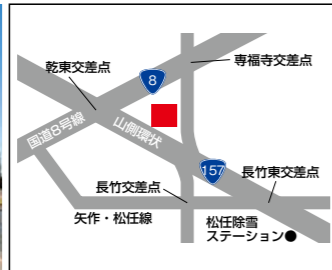 専福寺交差点
乾東交差点
8
国道8号線
山側環状
157
長竹交差点
長竹東交差点
矢作・松任線
松任除雪
ステーション●